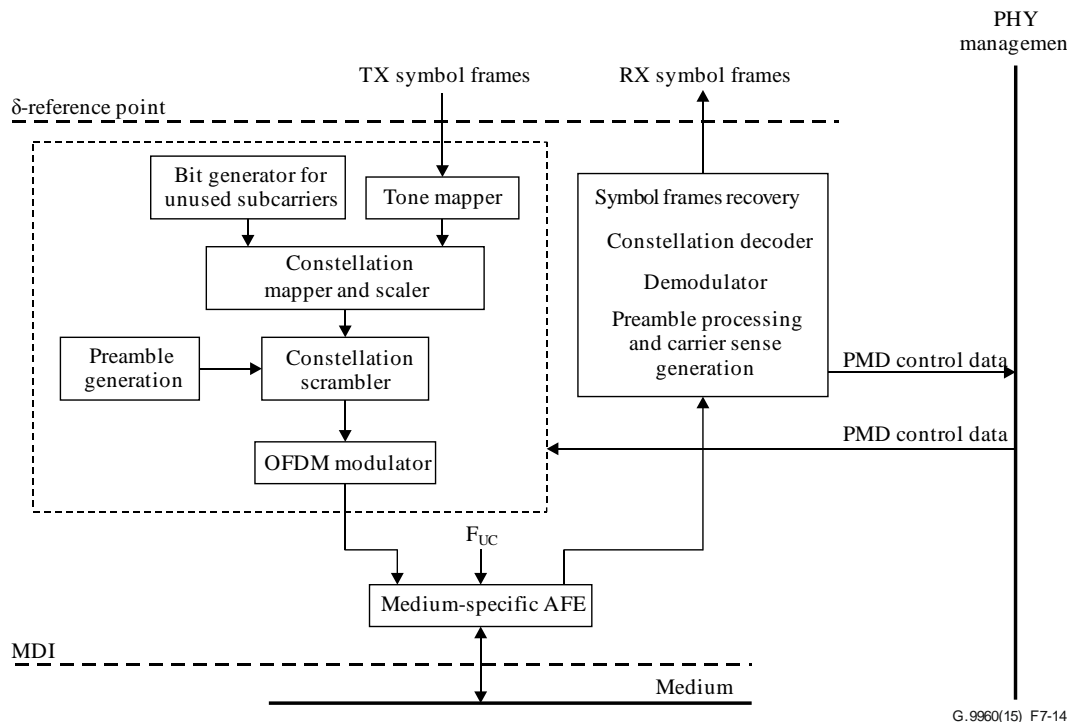 PHY
managemen
TX symbol frames
RX symbol frames
δ-reference point
Bit generator for
unused subcarriers
Tone mapper
Symbol frames recovery
Constellation decoder
Demodulator
Preamble processing
and carrier sense
generation
Constellation
mapper and scaler
Preamble
generation
Constellation
scrambler
PMD control data
PMD control data
OFDM modulator
FUC
Medium-specific AFE
MDI
Medium
G.9960(15)_F7-14